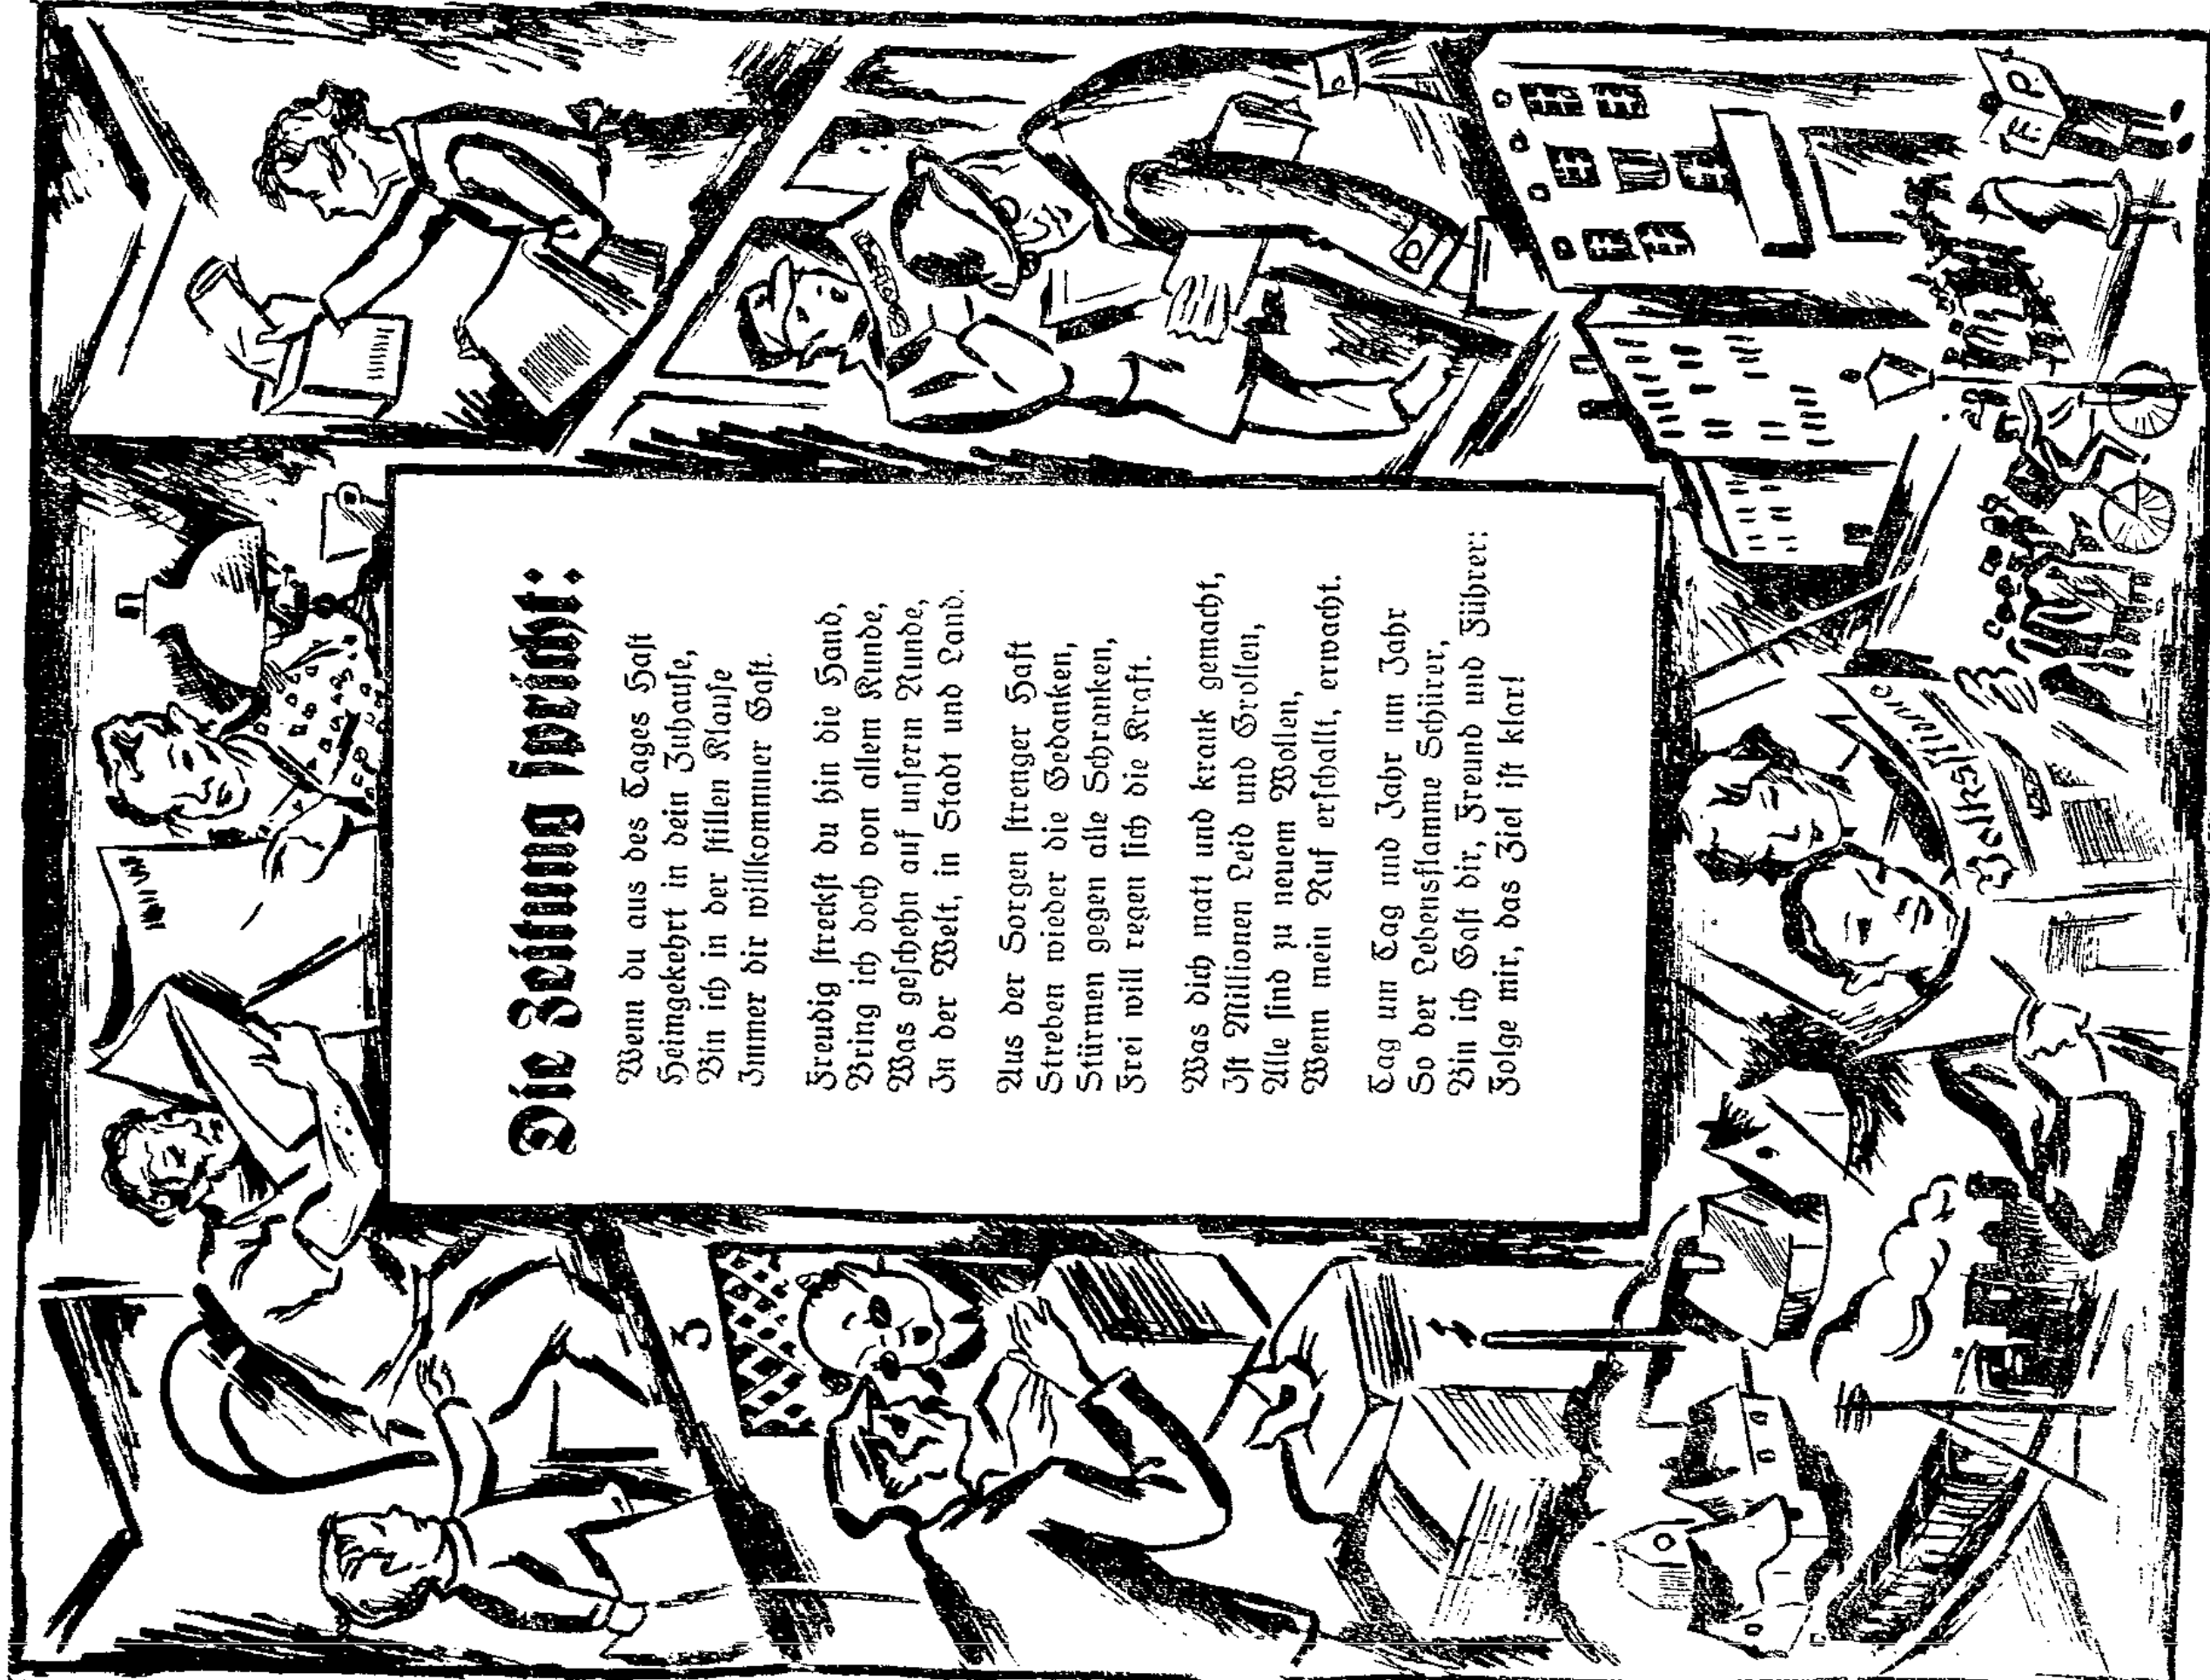 Die Zeitung spricht:
Wenn du aus des Tages Hast
Heimgekehrt in dein Zuhause,
Bin ich in der stillen Klause
Immer dir willkommner Gast.
Freudig streckst du hin die Hand,
Bring ich doch von allem Kunde,
Was geschehn auf unserm Runde,
In der Welt, in Stadt und Land.
Aus der Sorgen strenger Haft
Streben wieder die Gedanken,
Stürmen gegen alle Schranken,
Frei will regen sich die Kraft.
Was dich matt und krank gemacht,
Ist Millionen Leid und Grollen,
Alle sind zu neuem Wollen,
Wenn mein Ruf erschallt, erwacht.
Tag um Tag und Jahr um Jahr
So der Lebensflamme Schürer,
Bin ich Gast dir, Freund und Führer:
Folge mir, das Ziel ist klar!
3
F.P.
Volksstimme